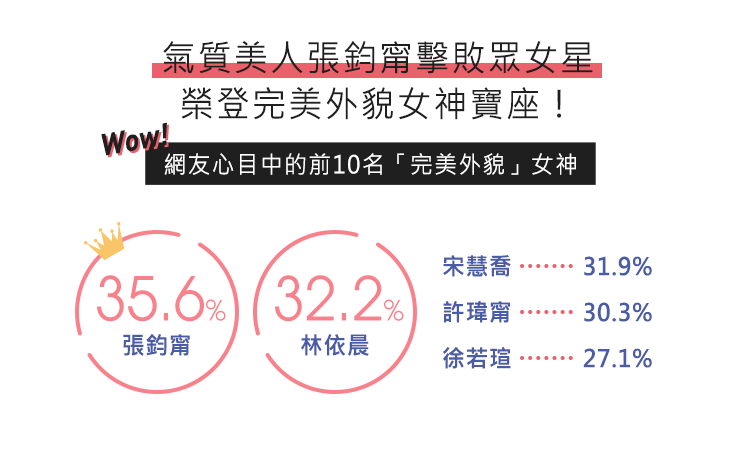 氣質美人張鈞甯擊敗眾女星
榮登完美外貌女神寶座！
Wow!
網友心目中的前10名「完美外貌」女神
35.6%
張鈞甯
32.2%
林依晨
宋慧喬 ······· 31.9%
許瑋甯 ······· 30.3%
徐若瑄 ······· 27.1%